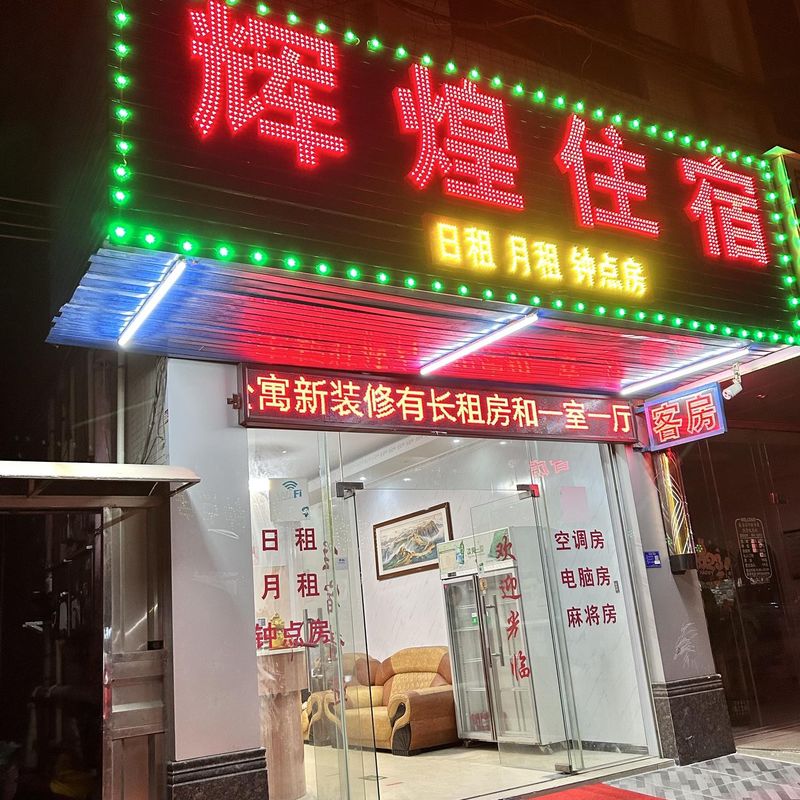 辉煌住宿
日租 月租 钟点房
公寓新装修有长租房和一室一厅
客房
日租
月租
钟点房
欢迎光临
空调房
电脑房
麻将房